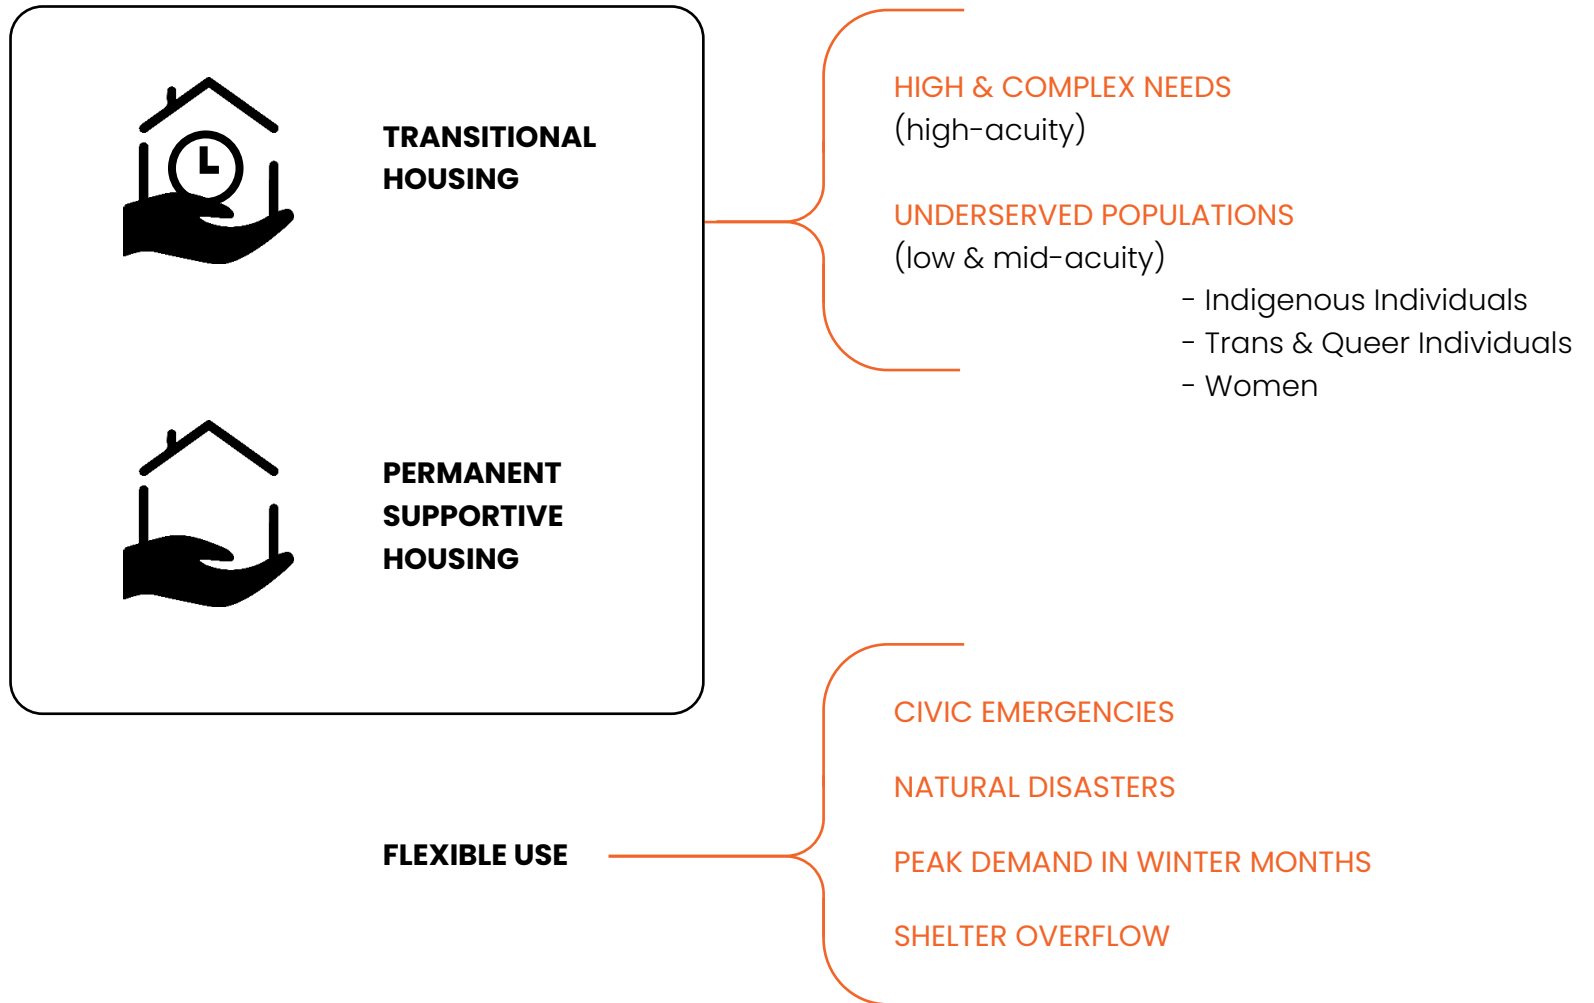 TRANSITIONAL
HOUSING
HIGH & COMPLEX NEEDS
(high-acuity)
UNDERSERVED POPULATIONS
(low & mid-acuity)
- Indigenous Individuals
- Trans & Queer Individuals
- Women
PERMANENT
SUPPORTIVE
HOUSING
FLEXIBLE USE
CIVIC EMERGENCIES
NATURAL DISASTERS
PEAK DEMAND IN WINTER MONTHS
SHELTER OVERFLOW